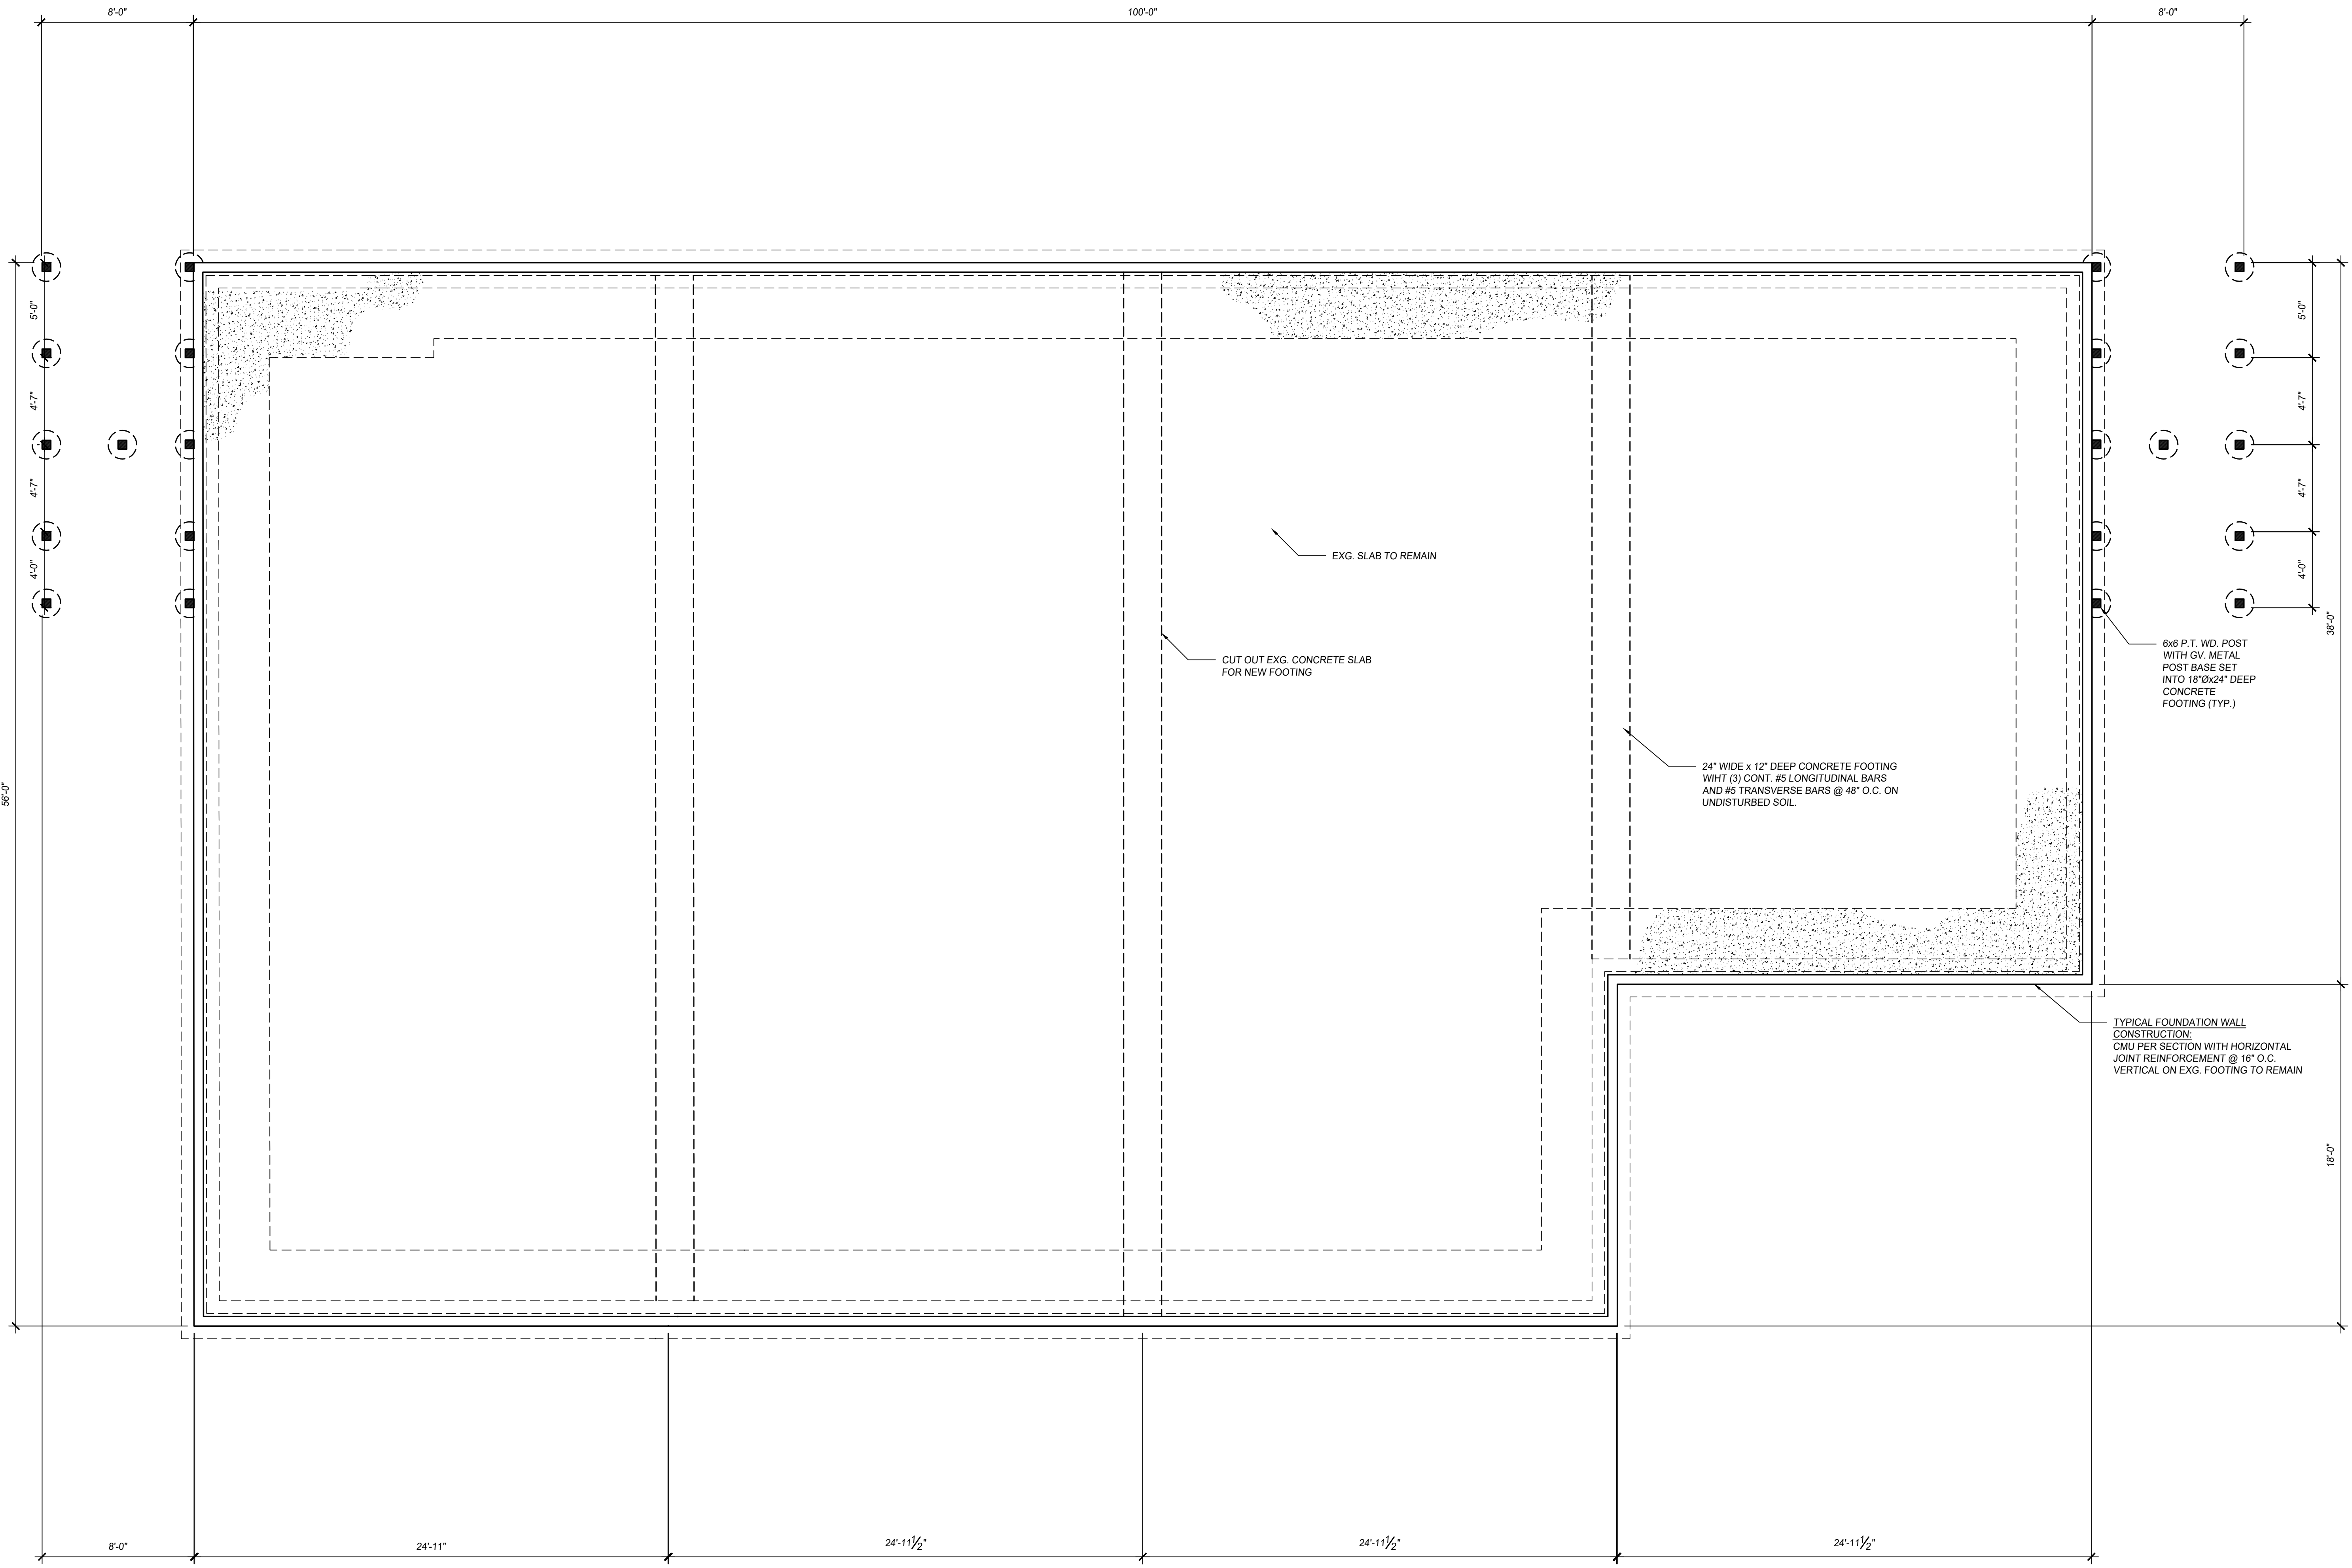 8'-0"
100'-0"
8'-0"
5'-0"
4'-7"
4'-7"
4'-0"
56'-0"
5'-0"
4'-7"
4'-7"
4'-0"
38'-0"
18'-0"
EXG. SLAB TO REMAIN
CUT OUT EXG. CONCRETE SLAB
FOR NEW FOOTING
6x6 P.T. WD. POST
WITH GV. METAL
POST BASE SET
INTO 18"Øx24" DEEP
CONCRETE
FOOTING (TYP.)
24" WIDE x 12" DEEP CONCRETE FOOTING
WIHT (3) CONT. #5 LONGITUDINAL BARS
AND #5 TRANSVERSE BARS @ 48" O.C. ON
UNDISTURBED SOIL.
TYPICAL FOUNDATION WALL
CONSTRUCTION:
CMU PER SECTION WITH HORIZONTAL
JOINT REINFORCEMENT @ 16" O.C.
VERTICAL ON EXG. FOOTING TO REMAIN
8'-0"
24'-11"
24'-11½"
24'-11½"
24'-11½"